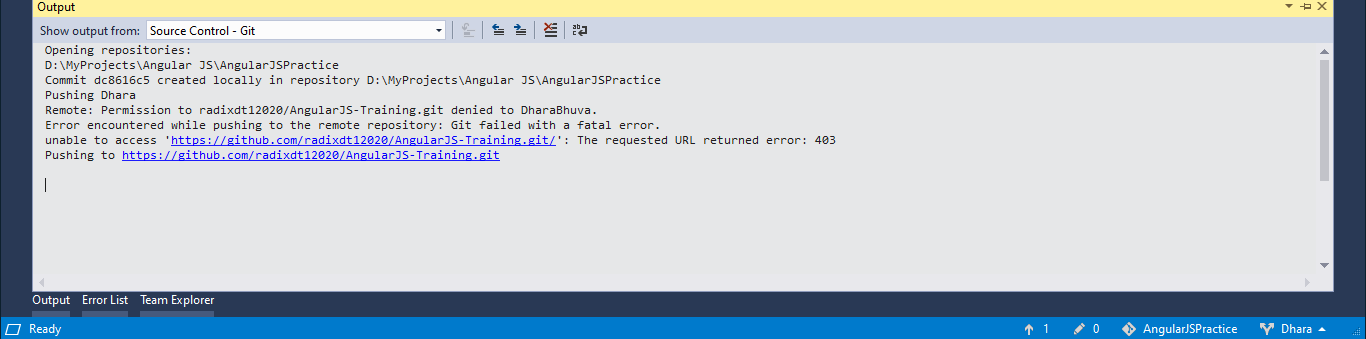 Output
Show output from: Source Control - Git
Opening repositories:
D:\MyProjects\Angular JS\AngularJSPractice
Commit dc8616c5 created locally in repository D:\MyProjects\Angular JS\AngularJSPractice
Pushing Dhara
Remote: Permission to radixdt12020/AngularJS-Training.git denied to DharaBhuva.
Error encountered while pushing to the remote repository: Git failed with a fatal error.
unable to access 'https://github.com/radixdt12020/AngularJS-Training.git/': The requested URL returned error: 403
Pushing to https://github.com/radixdt12020/AngularJS-Training.git
Output Error List Team Explorer
Ready 1 0 AngularJSPractice Dhara